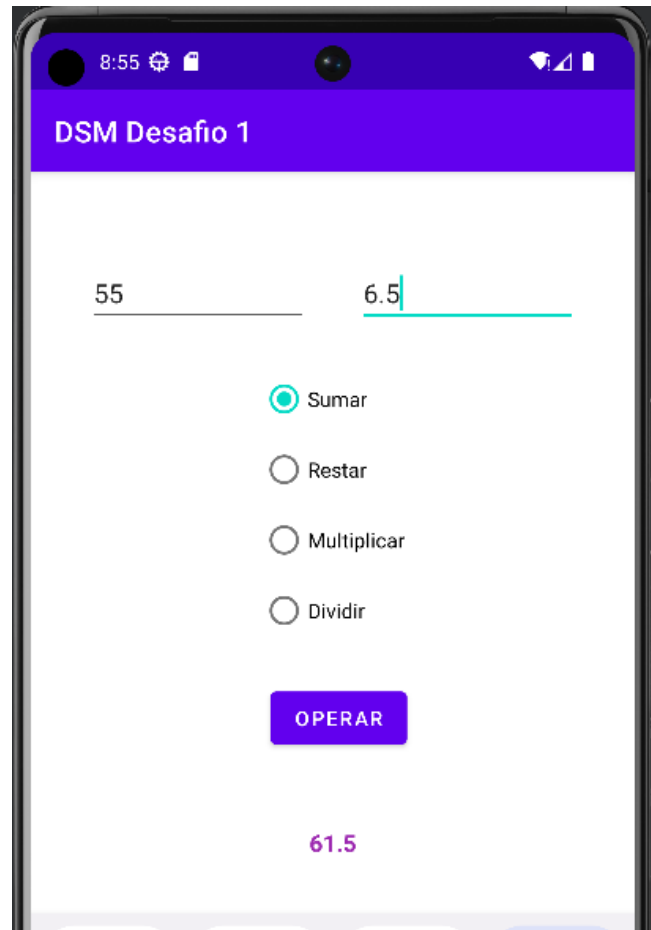 8:55
DSM Desafio 1
55 6.5
Sumar
Restar
Multiplicar
Dividir
OPERAR
61.5